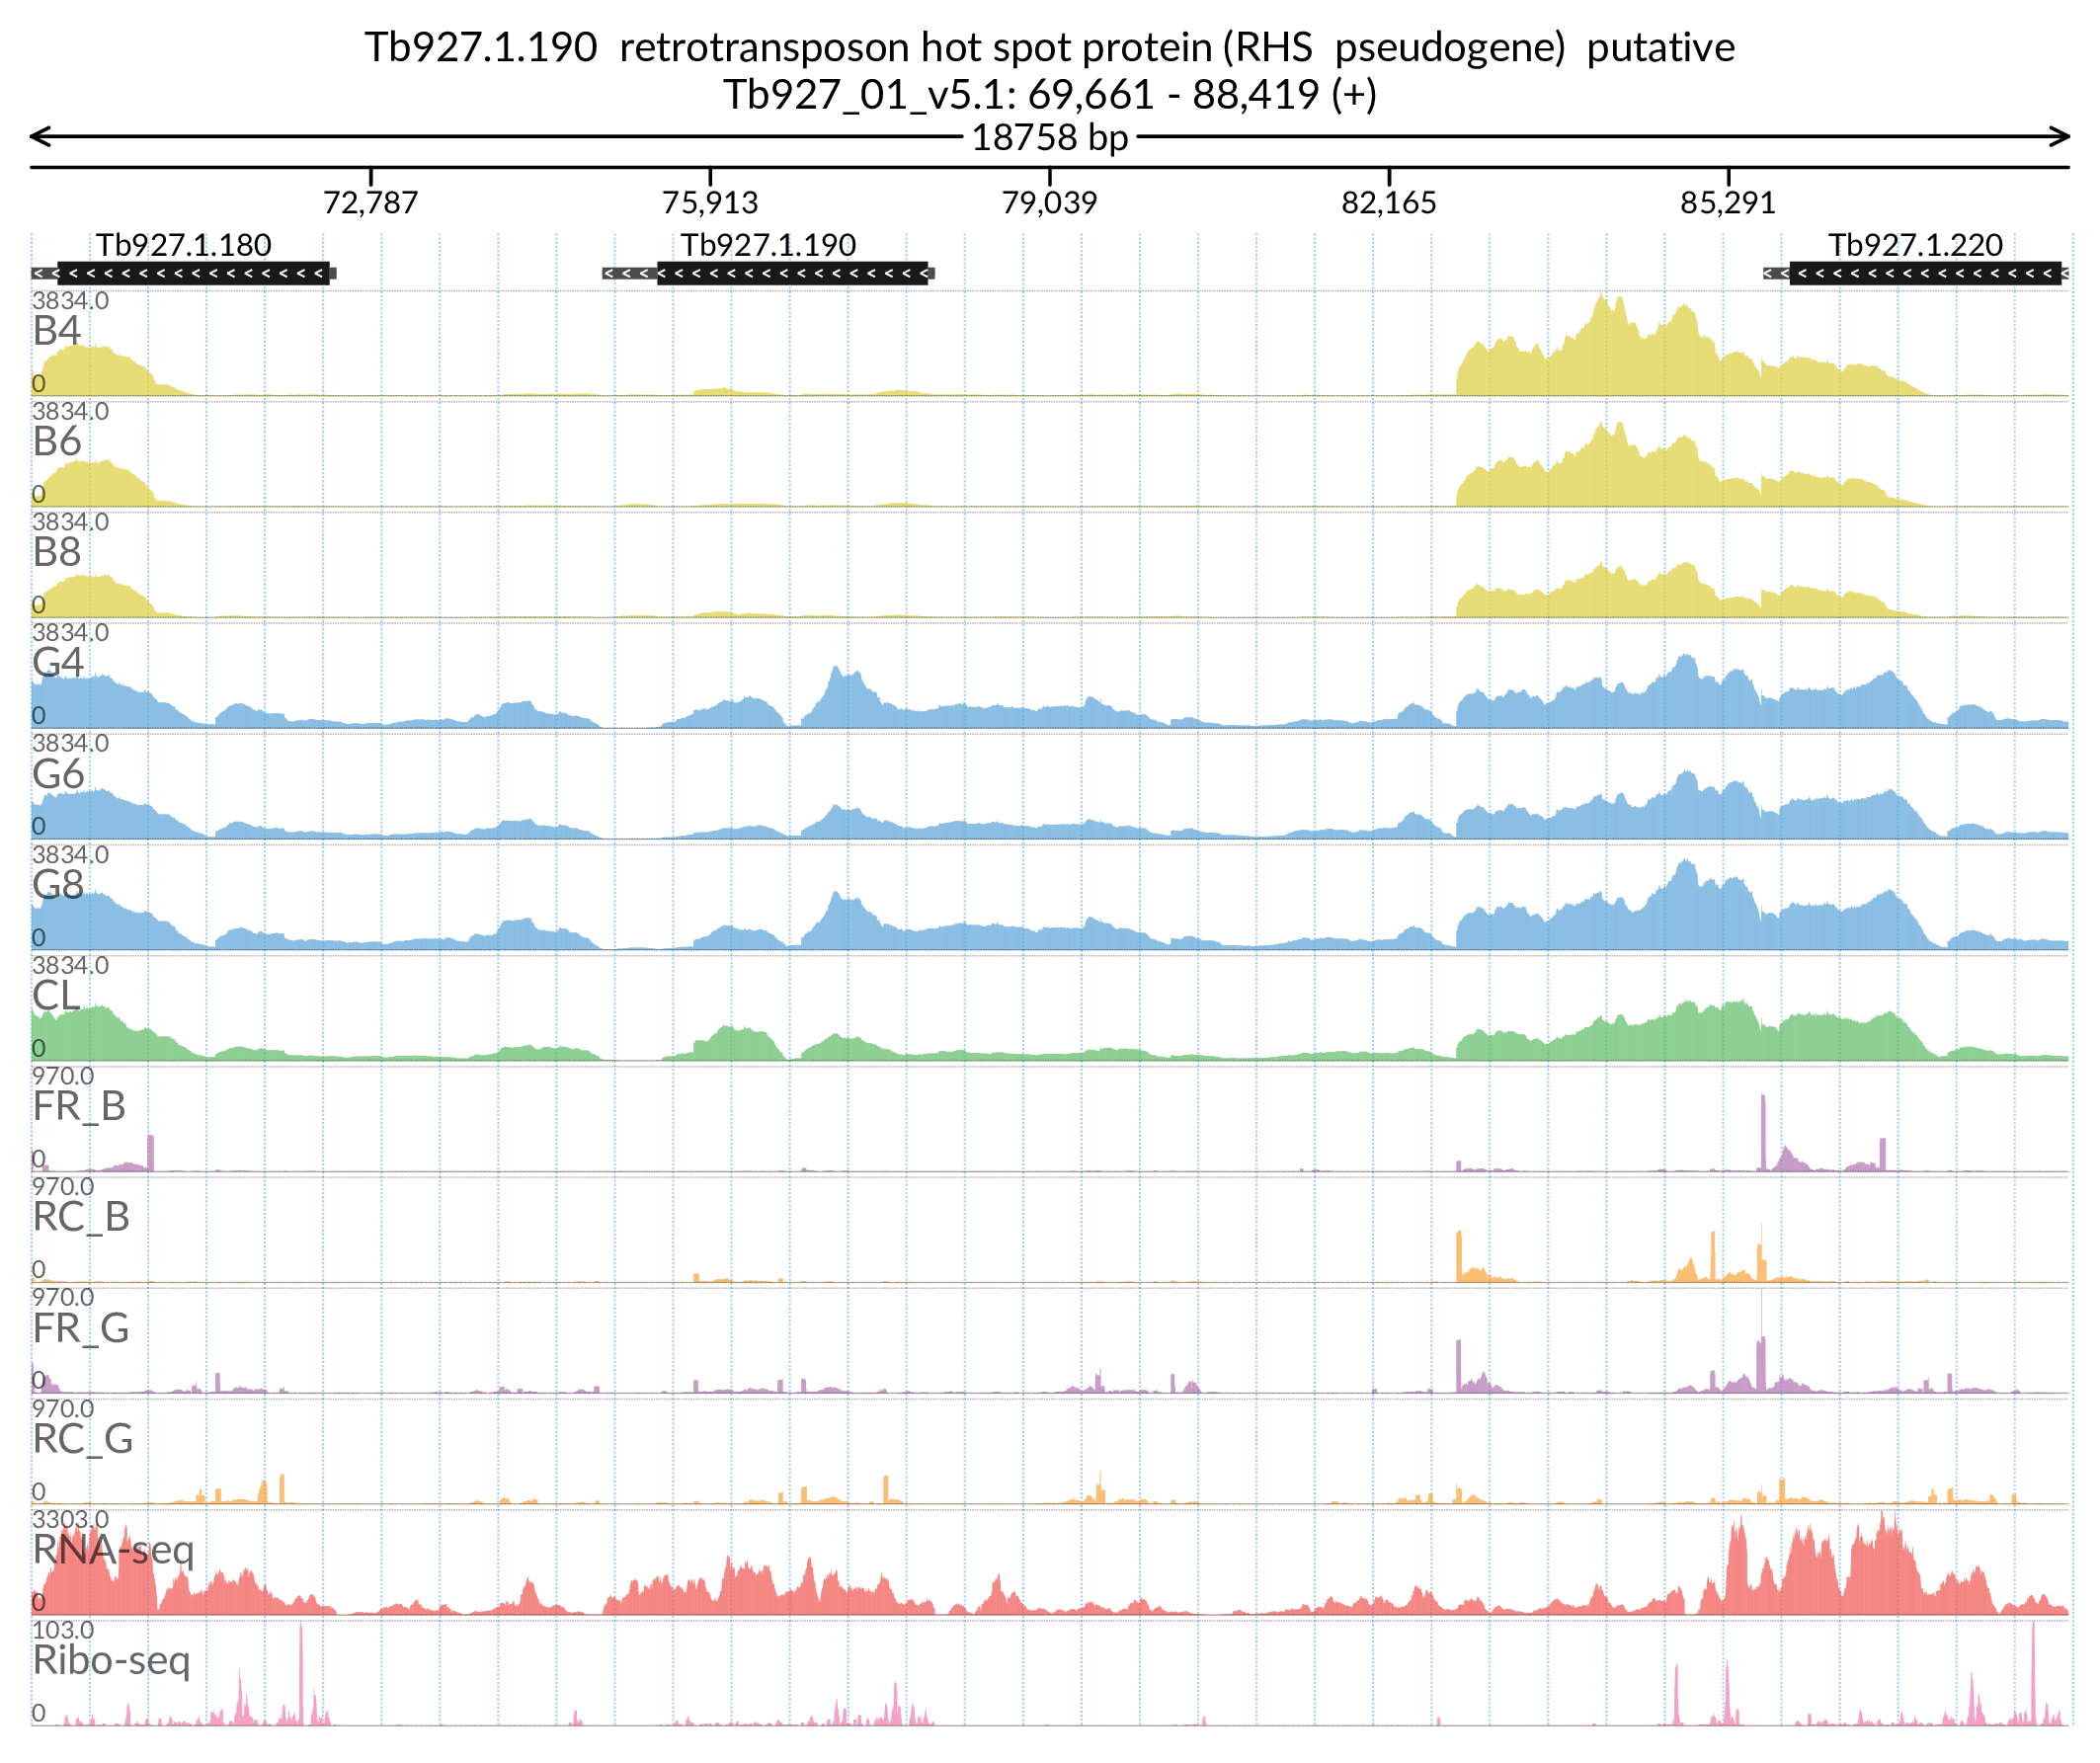 Tb927.1.190 retrotransposon hot spot protein (RHS pseudogene) putative
Tb927_01_v5.1: 69,661 - 88,419 (+)
18758 bp
72,787 75,913 79,039 82,165 85,291
Tb927.1.180 Tb927.1.190 Tb927.1.220
3834.0
B4
0
3834.0
B6
0
3834.0
B8
0
3834.0
G4
0
3834.0
G6
0
3834.0
G8
0
3834.0
CL
0
970.0
FR_B
0
970.0
RC_B
0
970.0
FR_G
0
970.0
RC_G
0
3303.0
RNA-seq
0
103.0
Ribo-seq
0